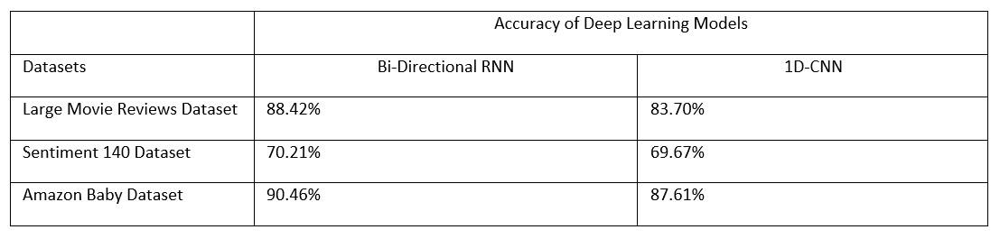 Accuracy of Deep Learning Models
Datasets Bi-Directional RNN 1D-CNN
Large Movie Reviews Dataset 88.42% 83.70%
Sentiment 140 Dataset 70.21% 69.67%
Amazon Baby Dataset 90.46% 87.61%